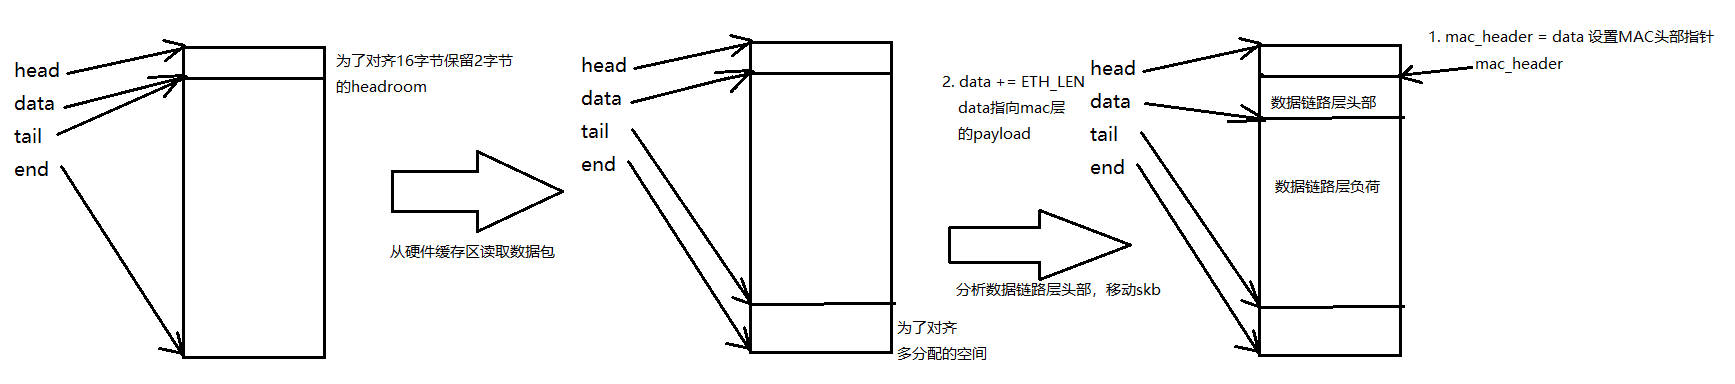 head
data
tail
end
为了对齐16字节保留2字节
的headroom
从硬件缓存区读取数据包
head
data
tail
end
为了对齐
多分配的空间
2. data += ETH_LEN
data指向mac层
的payload
分析数据链路层头部，移动skb
head
data
tail
end
1. mac_header = data 设置MAC头部指针
mac_header
数据链路层头部
数据链路层负荷